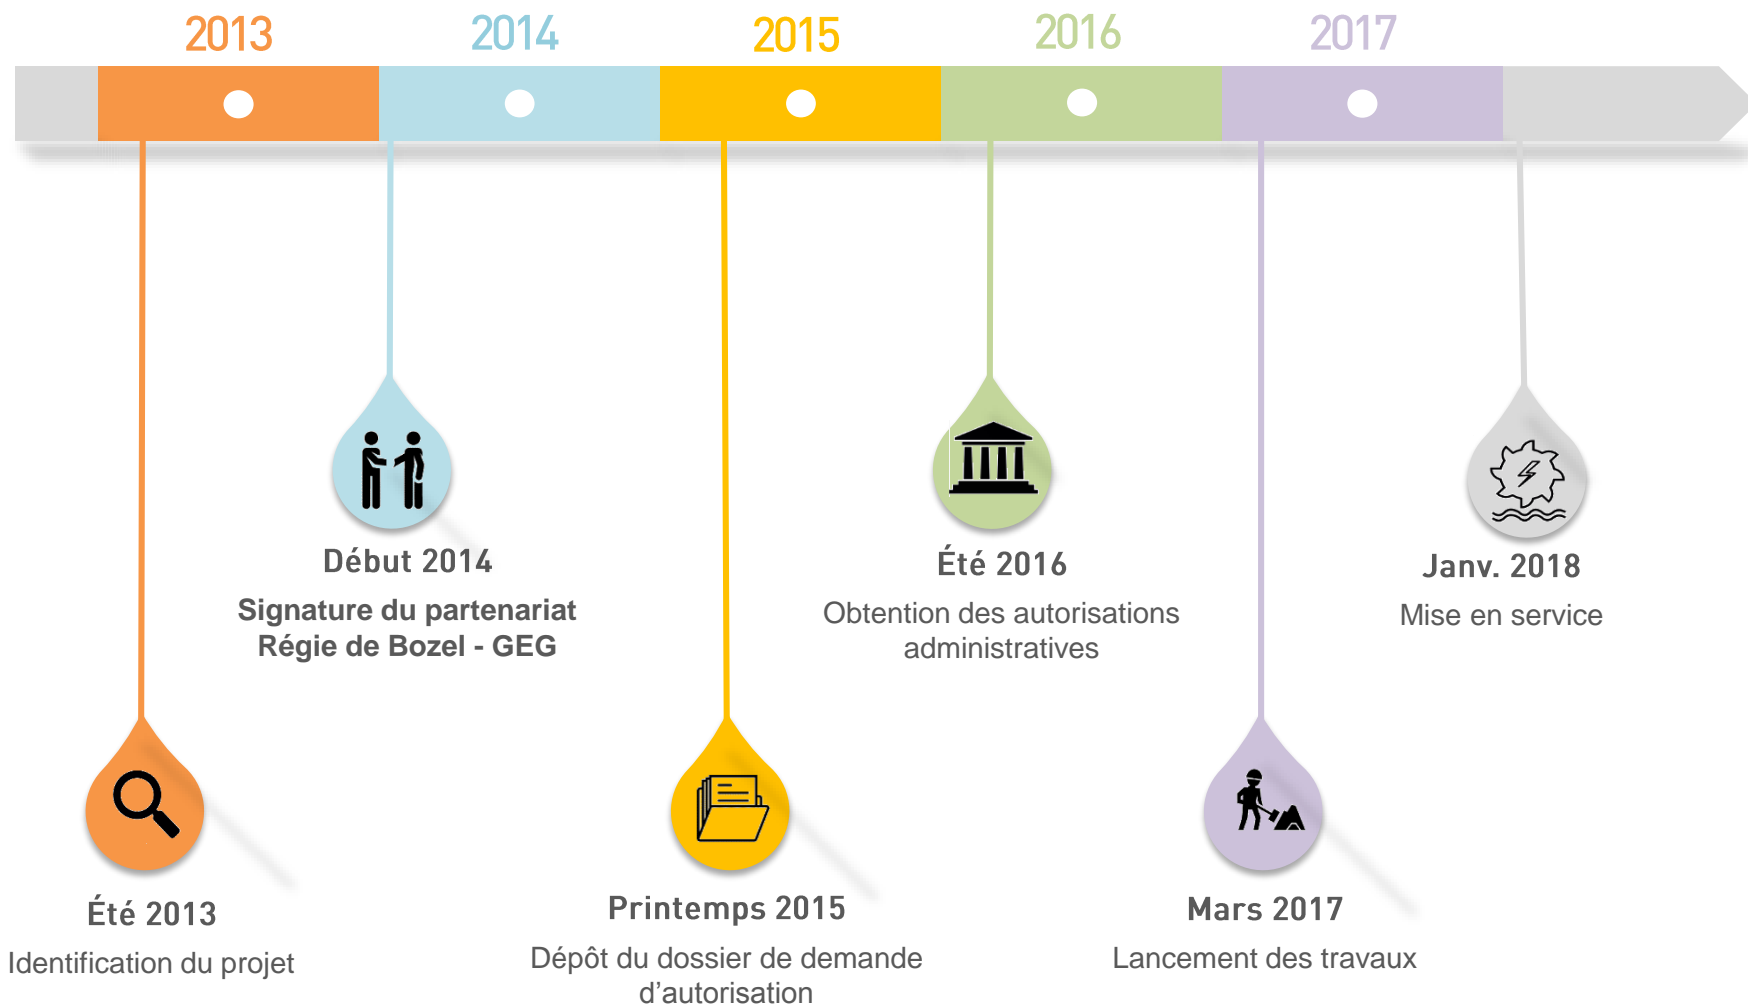 2013
2014
2015
2016
2017
Début 2014
Signature du partenariat
Régie de Bozel - GEG
Été 2016
Obtention des autorisations
administratives
Janv. 2018
Mise en service
Été 2013
Identification du projet
Printemps 2015
Dépôt du dossier de demande
d’autorisation
Mars 2017
Lancement des travaux